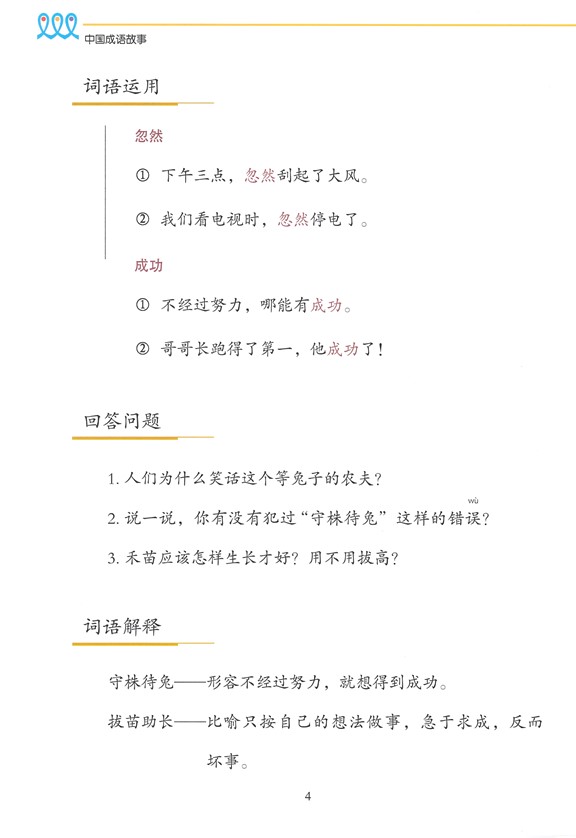 中国成语故事
词语运用
忽然
① 下午三点，忽然刮起了大风。
② 我们看电视时，忽然停电了。
成功
① 不经过努力，哪能有成功。
② 哥哥长跑得了第一，他成功了！
回答问题
1. 人们为什么笑话这个等兔子的农夫？
wù
2. 说一说，你有没有犯过“守株待兔”这样的错误？
3. 禾苗应该怎样生长才好？用不用拔高？
词语解释
守株待兔——形容不经过努力，就想得到成功。
拔苗助长——比喻只按自己的想法做事，急于求成，反而
坏事。
4